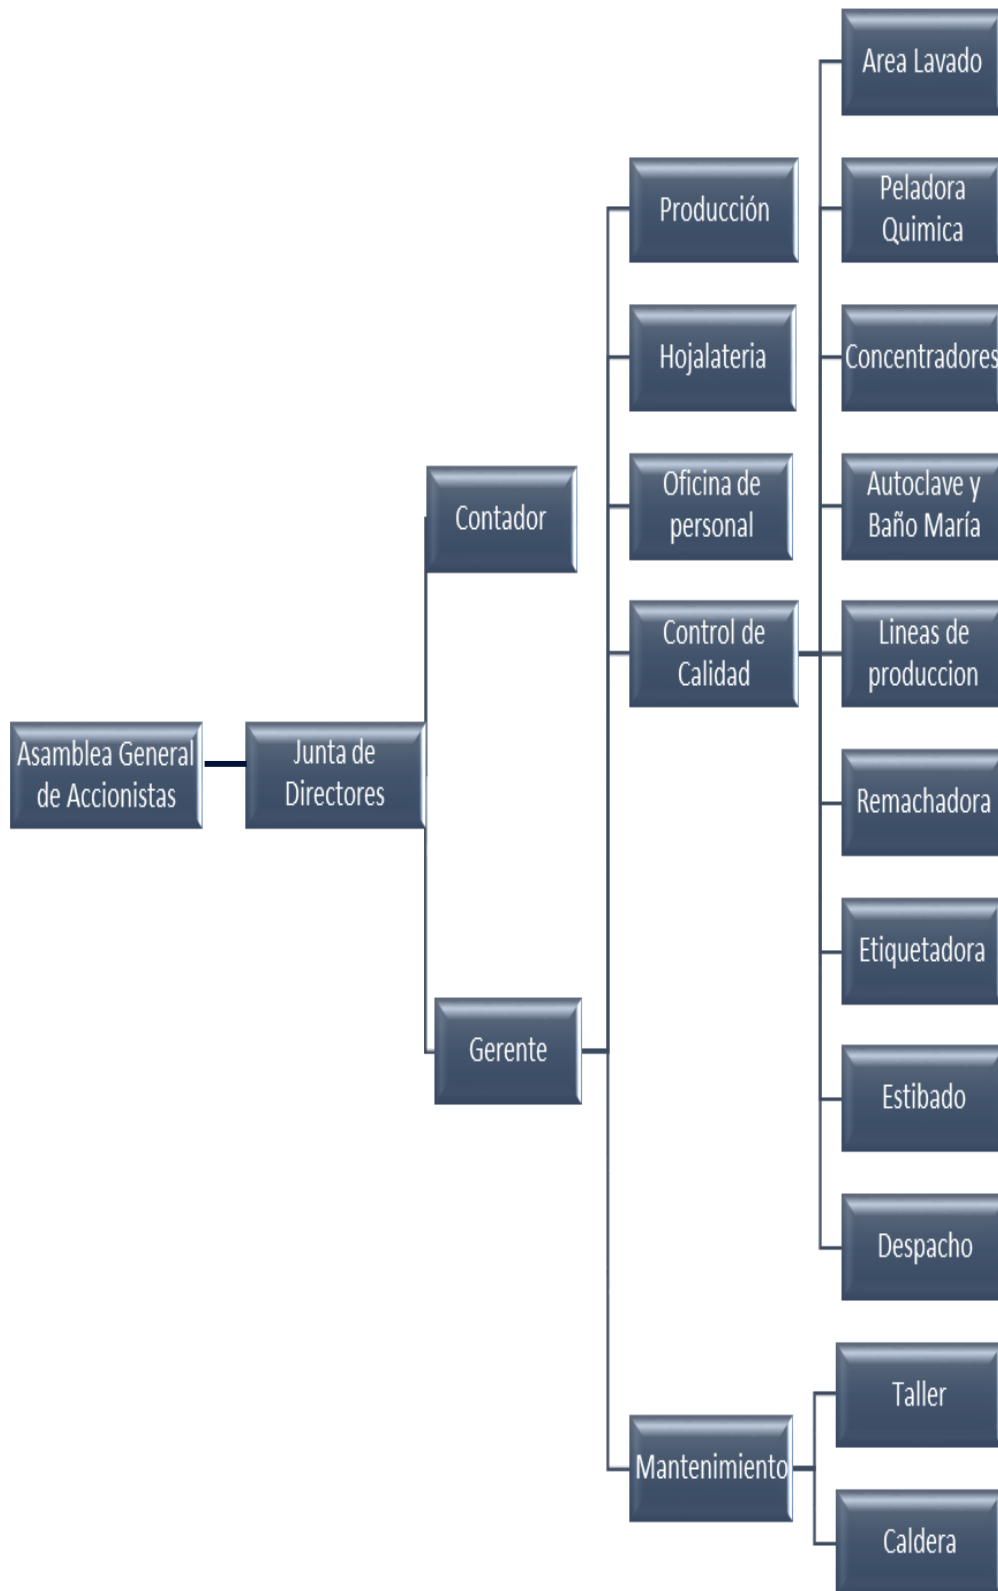 Area Lavado
Producción
Peladora
Quimica
Hojalateria
Concentradores
Contador
Oficina de
personal
Autoclave y
Baño María
Control de
Calidad
Lineas de
produccion
Asamblea General
de Accionistas
Junta de
Directores
Remachadora
Etiquetadora
Gerente
Estibado
Despacho
Taller
Mantenimiento
Caldera